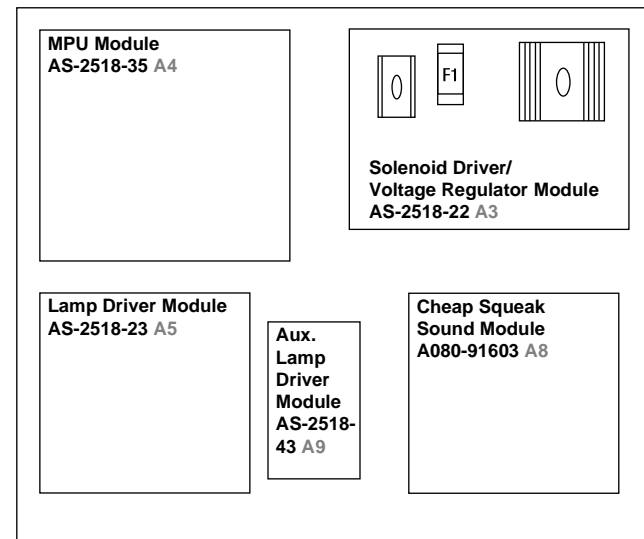 MPU Module
AS-2518-35 A4
F1
Solenoid Driver/
Voltage Regulator Module
AS-2518-22 A3
Lamp Driver Module
AS-2518-23 A5
Aux.
Lamp
Driver
Module
AS-2518-
43 A9
Cheap Squeak
Sound Module
A080-91603 A8